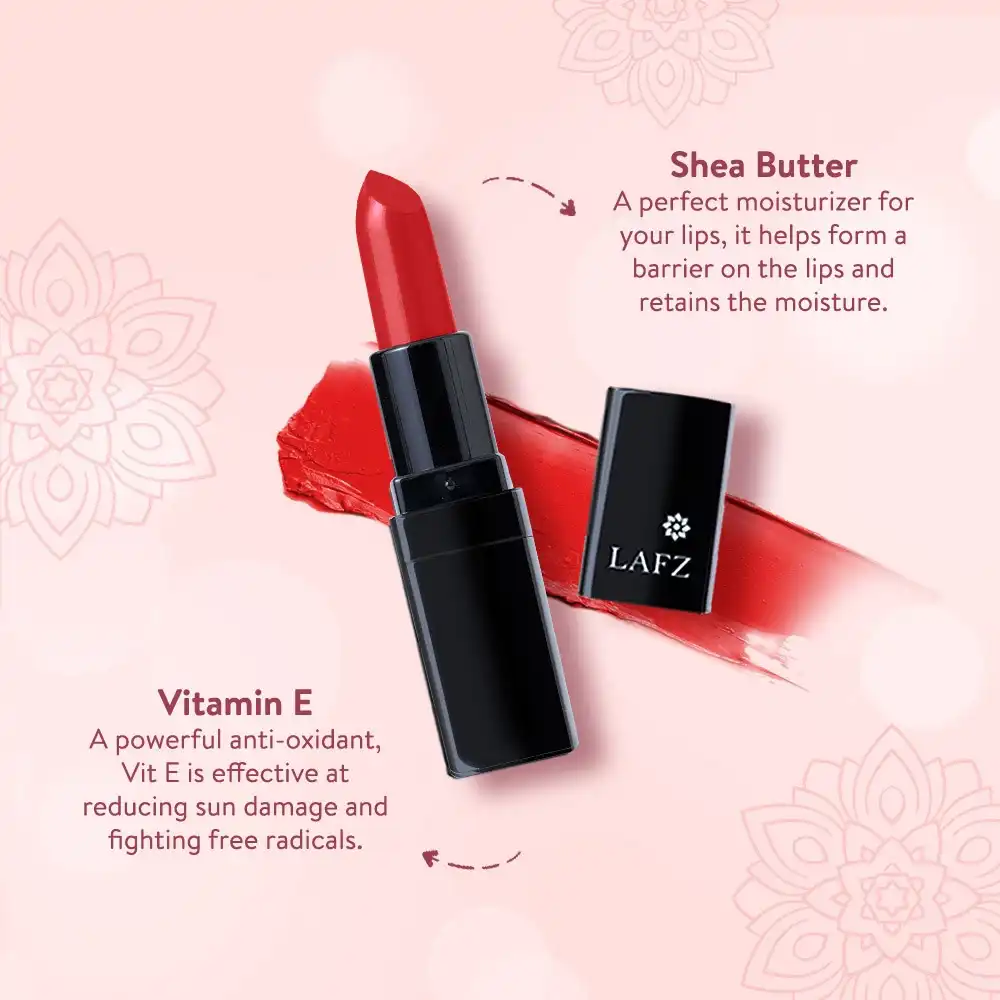 Shea Butter
A perfect moisturizer for
your lips, it helps form a
barrier on the lips and
retains the moisture.
LAFZ
Vitamin E
A powerful anti-oxidant,
Vit E is effective at
reducing sun damage and
fighting free radicals.